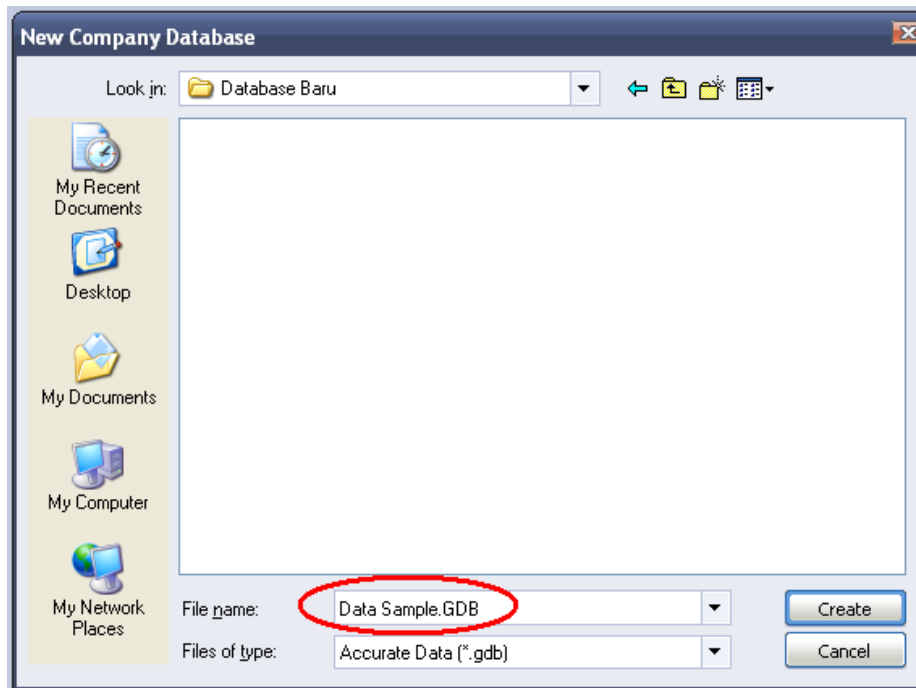 New Company Database
Look in: Database Baru
My Recent
Documents
Desktop
My Documents
My Computer
My Network
Places
File name: Data Sample.GDB Create
Files of type: Accurate Data (*.gdb) Cancel